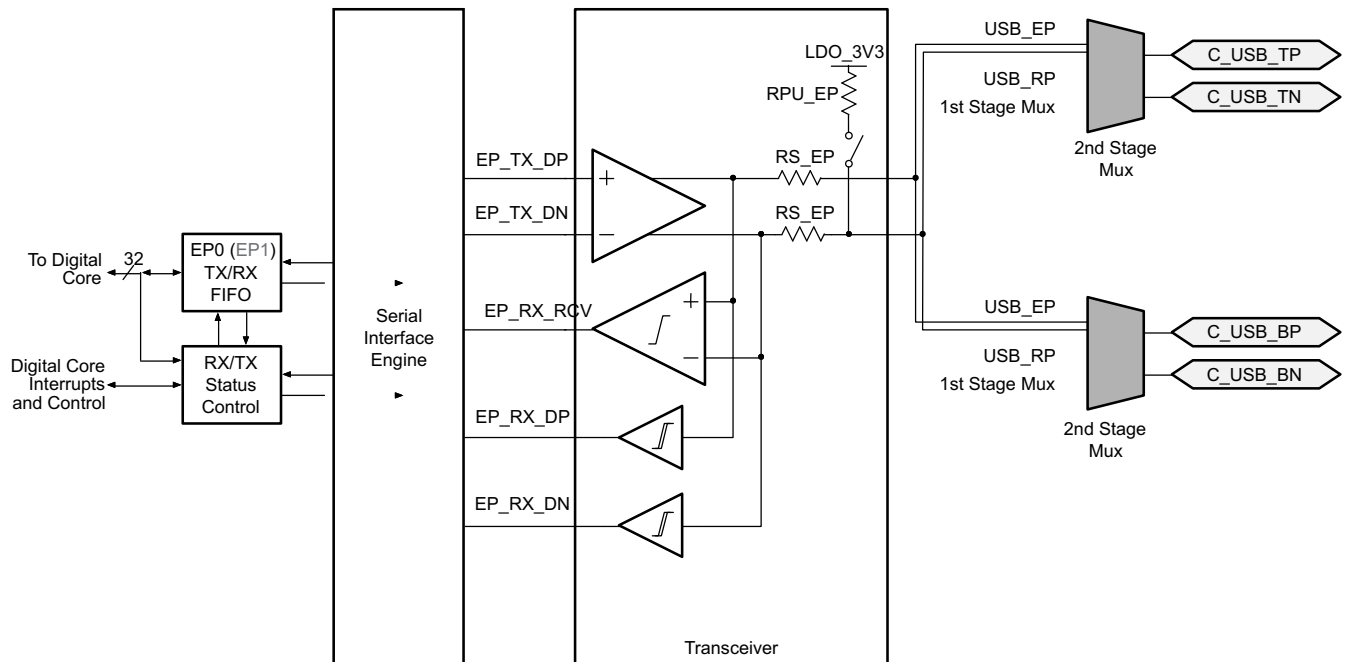 To Digital
Core
32
EP0 (EP1)
TX/RX
FIFO
Digital Core
Interrupts
and Control
RX/TX
Status
Control
Serial
Interface
Engine
EP_TX_DP
EP_TX_DN
EP_RX_RCV
EP_RX_DP
EP_RX_DN
+
−
+
−
LDO_3V3
RPU_EP
RS_EP
RS_EP
Transceiver
USB_EP
USB_RP
1st Stage Mux
2nd Stage
Mux
C_USB_TP
C_USB_TN
USB_EP
USB_RP
1st Stage Mux
2nd Stage
Mux
C_USB_BP
C_USB_BN